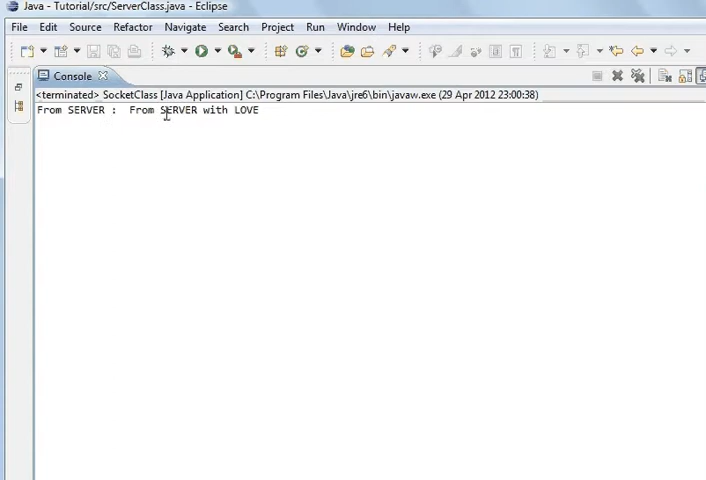 Java - Tutorial/src/ServerClass.java - Eclipse
File Edit Source Refactor Navigate Search Project Run Window Help
Console
<terminated> SocketClass [Java Application] C:\Program Files\Java\jre6\bin\javaw.exe (29 Apr 2012 23:00:38)
From SERVER :  From SERVER with LOVE